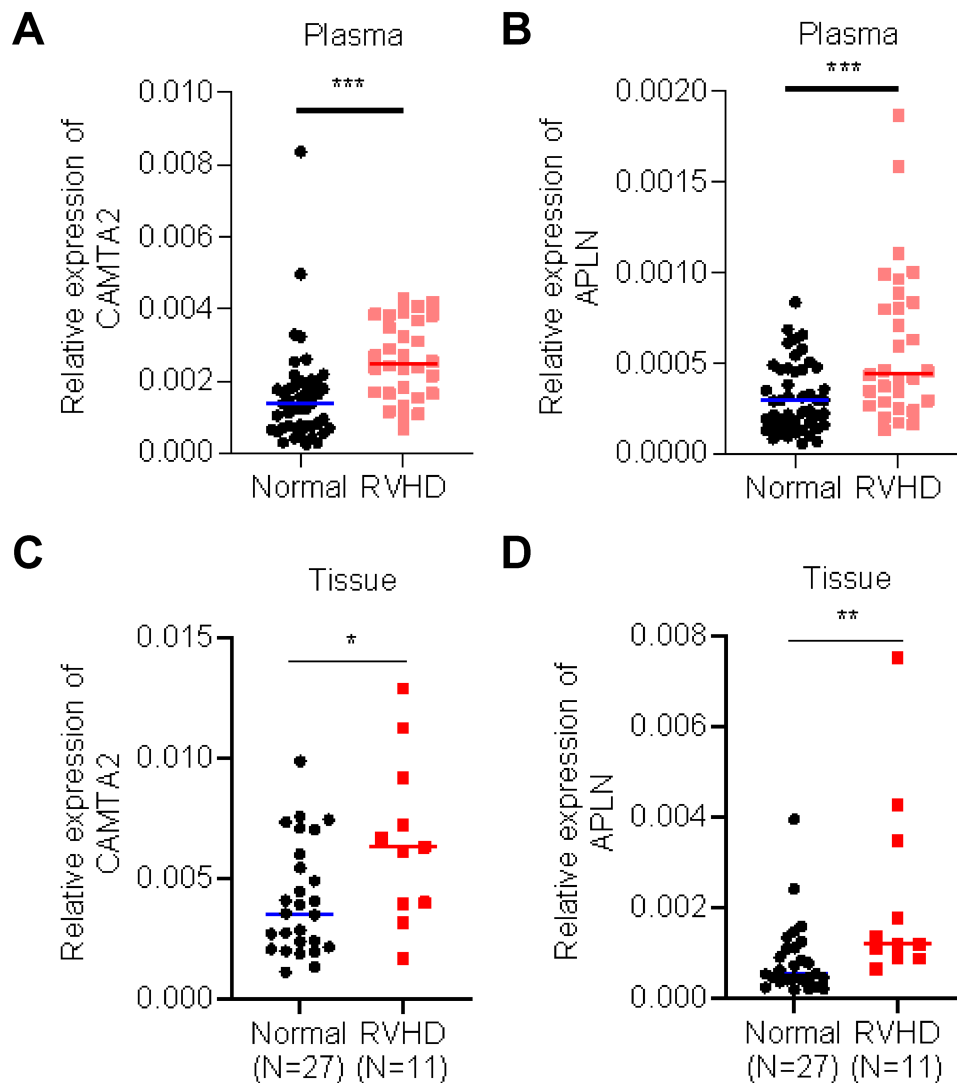 A
Plasma
***
Relative expression of
CAMTA2
0.010
0.008
0.006
0.004
0.002
0.000
Normal RVHD
B
Plasma
***
Relative expression of
APLN
0.0020
0.0015
0.0010
0.0005
0.0000
Normal RVHD
C
Tissue
*
Relative expression of
CAMTA2
0.015
0.010
0.005
0.000
Normal RVHD
(N=27) (N=11)
D
Tissue
**
Relative expression of
APLN
0.008
0.006
0.004
0.002
0.000
Normal RVHD
(N=27) (N=11)